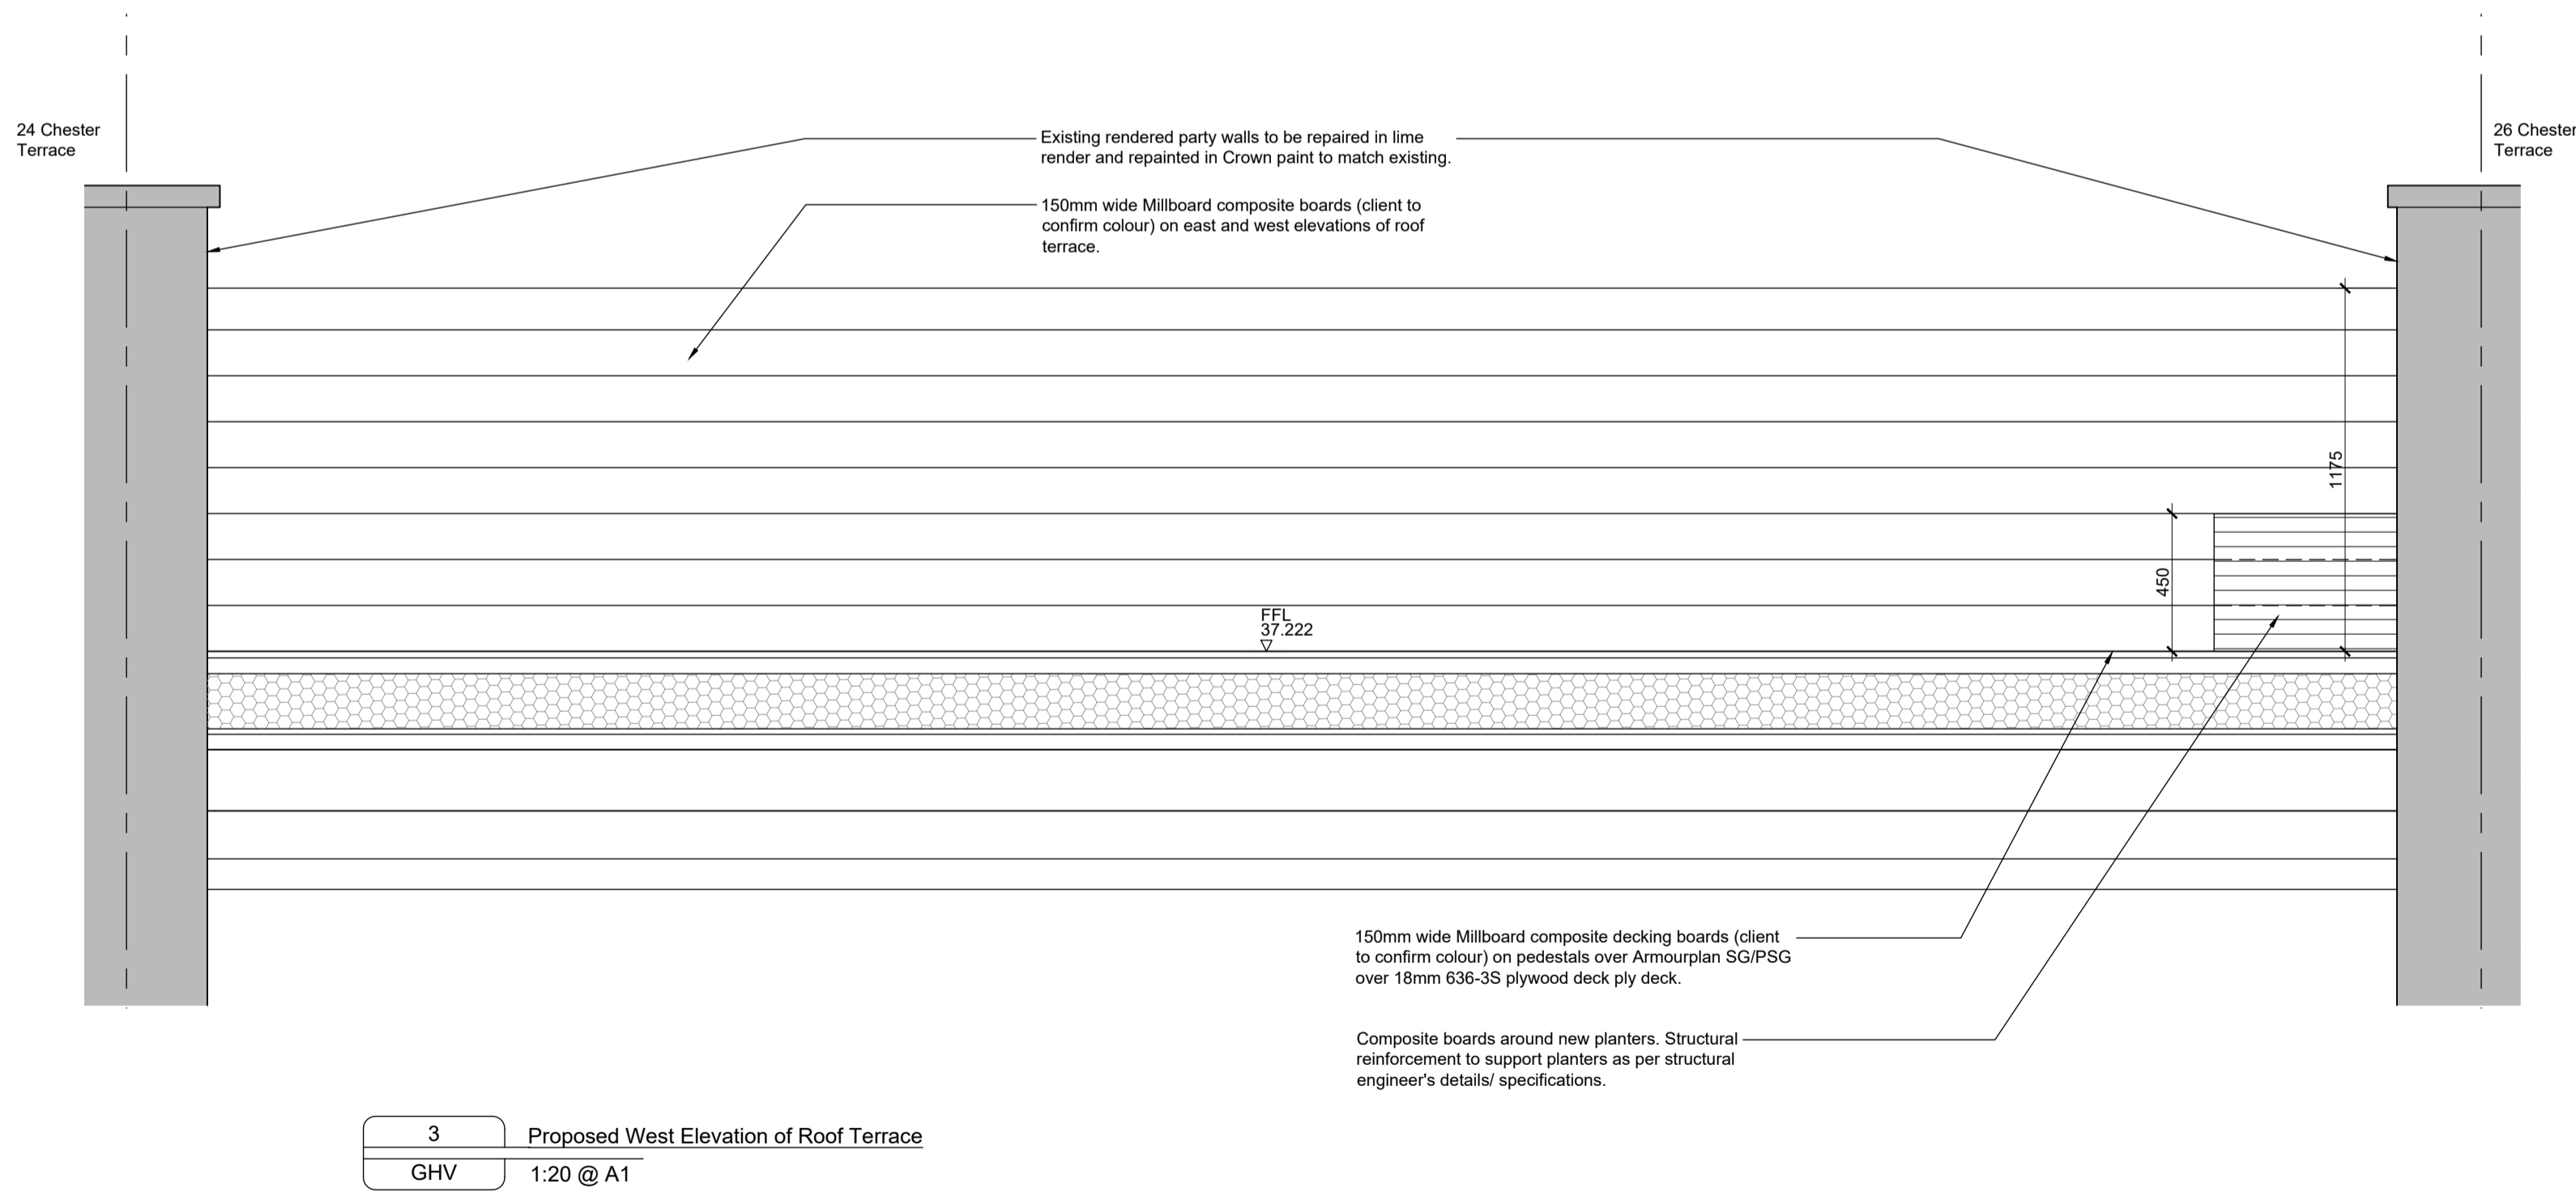 24 Chester
Terrace
26 Chester
Terrace
Existing rendered party walls to be repaired in lime
render and repainted in Crown paint to match existing.
150mm wide Millboard composite boards (client to
confirm colour) on east and west elevations of roof
terrace.
1175
450
FFL
37.222
150mm wide Millboard composite decking boards (client
to confirm colour) on pedestals over Armourplan SG/PSG
over 18mm 636-3S plywood deck ply deck.
Composite boards around new planters. Structural
reinforcement to support planters as per structural
engineer's details/ specifications.
3
Proposed West Elevation of Roof Terrace
GHV
1:20 @ A1